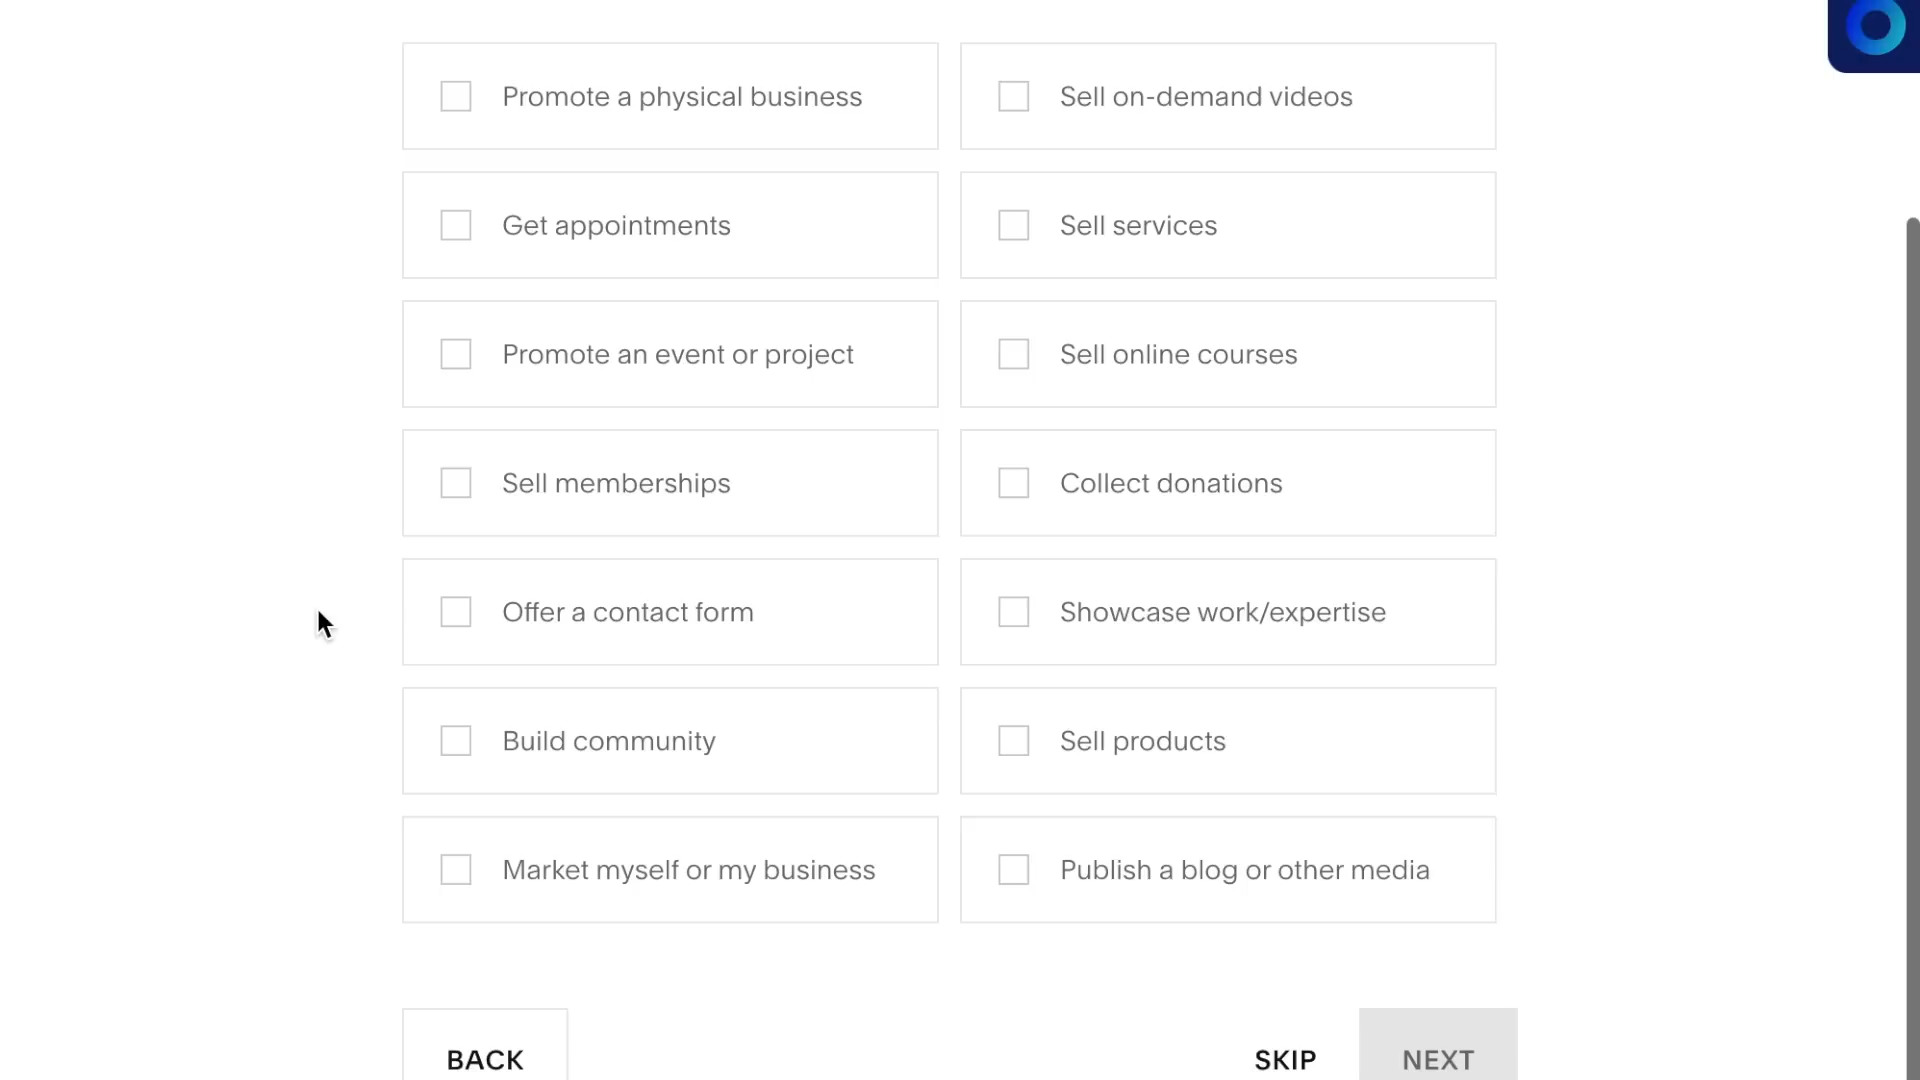 Promote a physical business
Sell on-demand videos
Get appointments
Sell services
Promote an event or project
Sell online courses
Sell memberships
Collect donations
Offer a contact form
Showcase work/expertise
Build community
Sell products
Market myself or my business
Publish a blog or other media
BACK
SKIP
NEXT